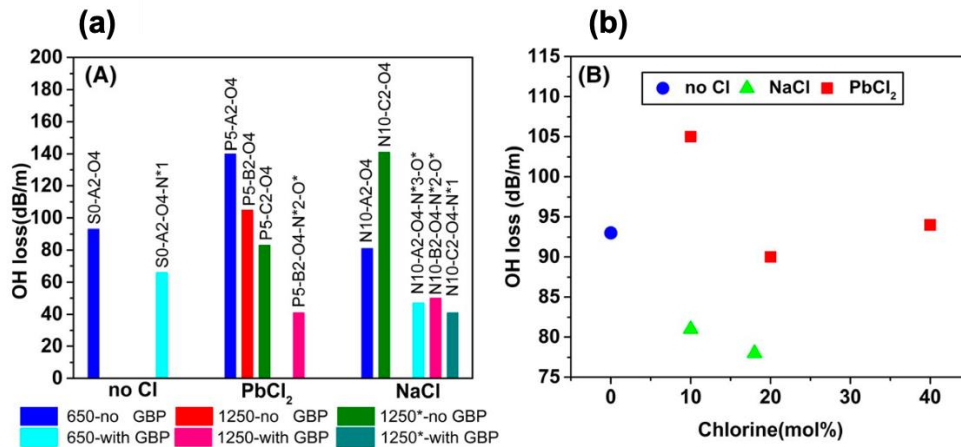 (a)
(A)
OH loss(dB/m)
200
180
160
140
120
100
80
60
40
20
0
S0-A2-O4
S0-A2-O4-N*1
P5-A2-O4
P5-B2-O4
P5-C2-O4
P5-B2-O4-N*2-O*
N10-A2-O4
N10-C2-O4
N10-A2-O4-N*3-O*
N10-B2-O4-N*2-O*
N10-C2-O4-N*1
no Cl
PbCl₂
NaCl
650-no GBP
1250-no GBP
1250*-no GBP
650-with GBP
1250-with GBP
1250*-with GBP
(b)
(B)
no Cl
NaCl
PbCl₂
OH loss (dB/m)
115
110
105
100
95
90
85
80
75
0
10
20
30
40
Chlorine(mol%)